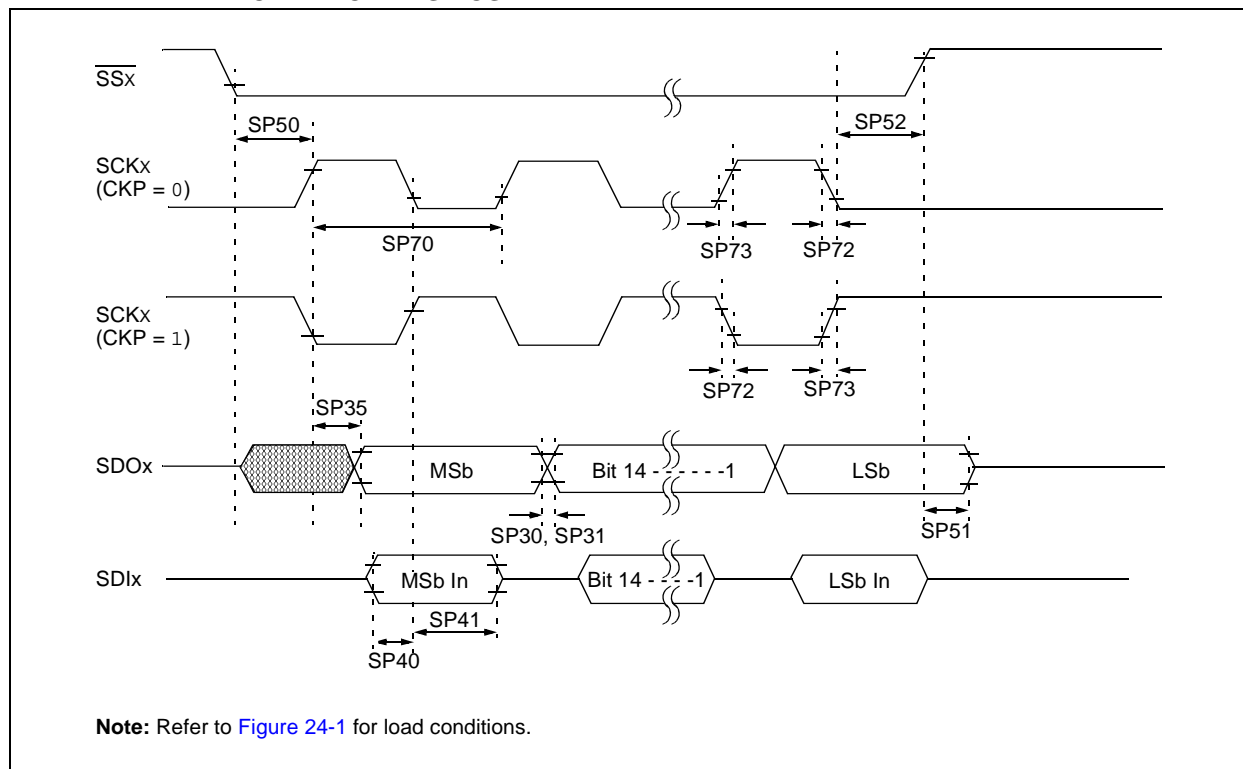 SSX
SP50
SP52
SCKX
(CKP = 0)
SP70
SP73
SP72
SCKX
(CKP = 1)
SP72
SP73
SP35
SDOx
MSb
Bit 14 - - - - - -1
LSb
SP30, SP31
SP51
SDIx
MSb In
Bit 14 - - - -1
LSb In
SP41
SP40
Note: Refer to Figure 24-1 for load conditions.